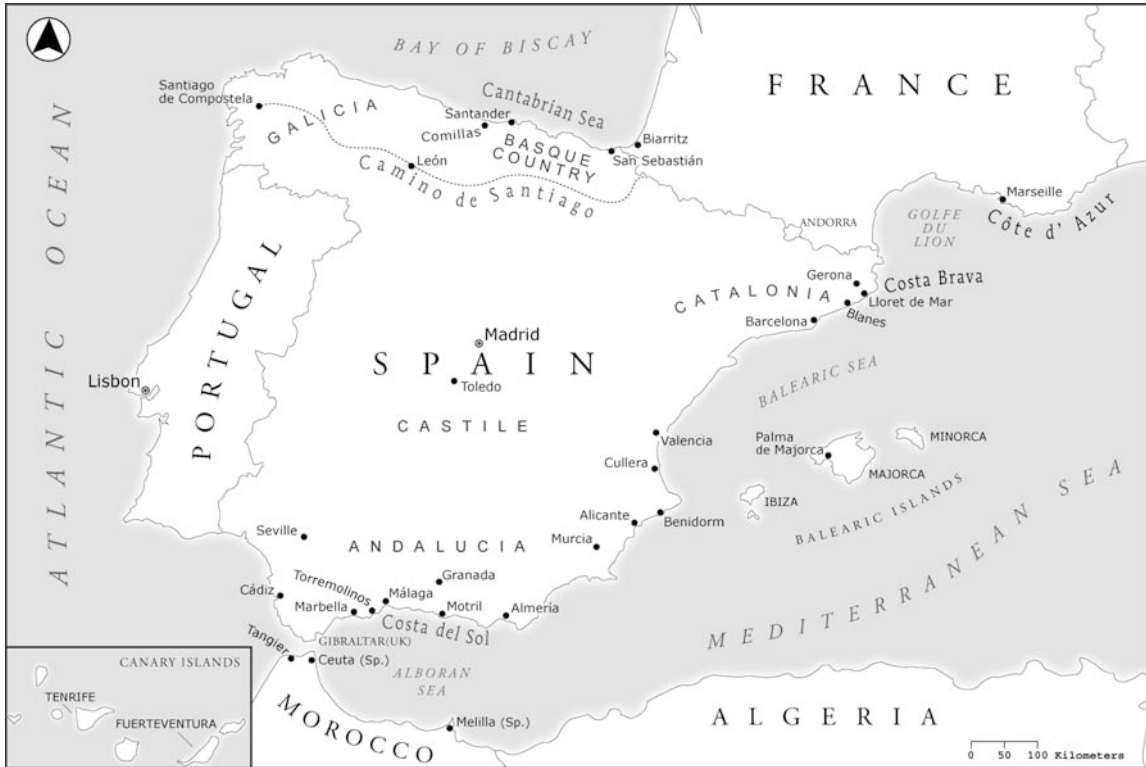 BAY OF BISCAY
FRANCE
Santiago
de Compostela
Cantabrian Sea
Santander
GALICIA
Comillas
BASQUE
COUNTRY
Biarritz
San Sebastián
León
Camino de Santiago
Marseille
Côte d' Azur
GOLFE
DU
LION
ANDORRA
ATLANTIC OCEAN
PORTUGAL
Gerona
Costa Brava
CATALONIA
Lloret de Mar
Blanes
Barcelona
Madrid
SPAIN
Lisbon
Toledo
BALEARIC SEA
CASTILE
Valencia
Palma
de Majorca
MINORCA
Cullera
MAJORCA
IBIZA
BALEARIC ISLANDS
Alicante
Benidorm
Seville
Murcia
ANDALUCIA
MEDITERRANEAN SEA
Granada
Cádiz
Torremolinos
Málaga
Marbella
Motril
Almería
Costa del Sol
GIBRALTAR(UK)
Tangier
Ceuta (Sp.)
ALBORAN
SEA
CANARY ISLANDS
TENRIFE
FUERTEVENTURA
MOROCCO
Melilla (Sp.)
ALGERIA
0 50 100 Kilometers